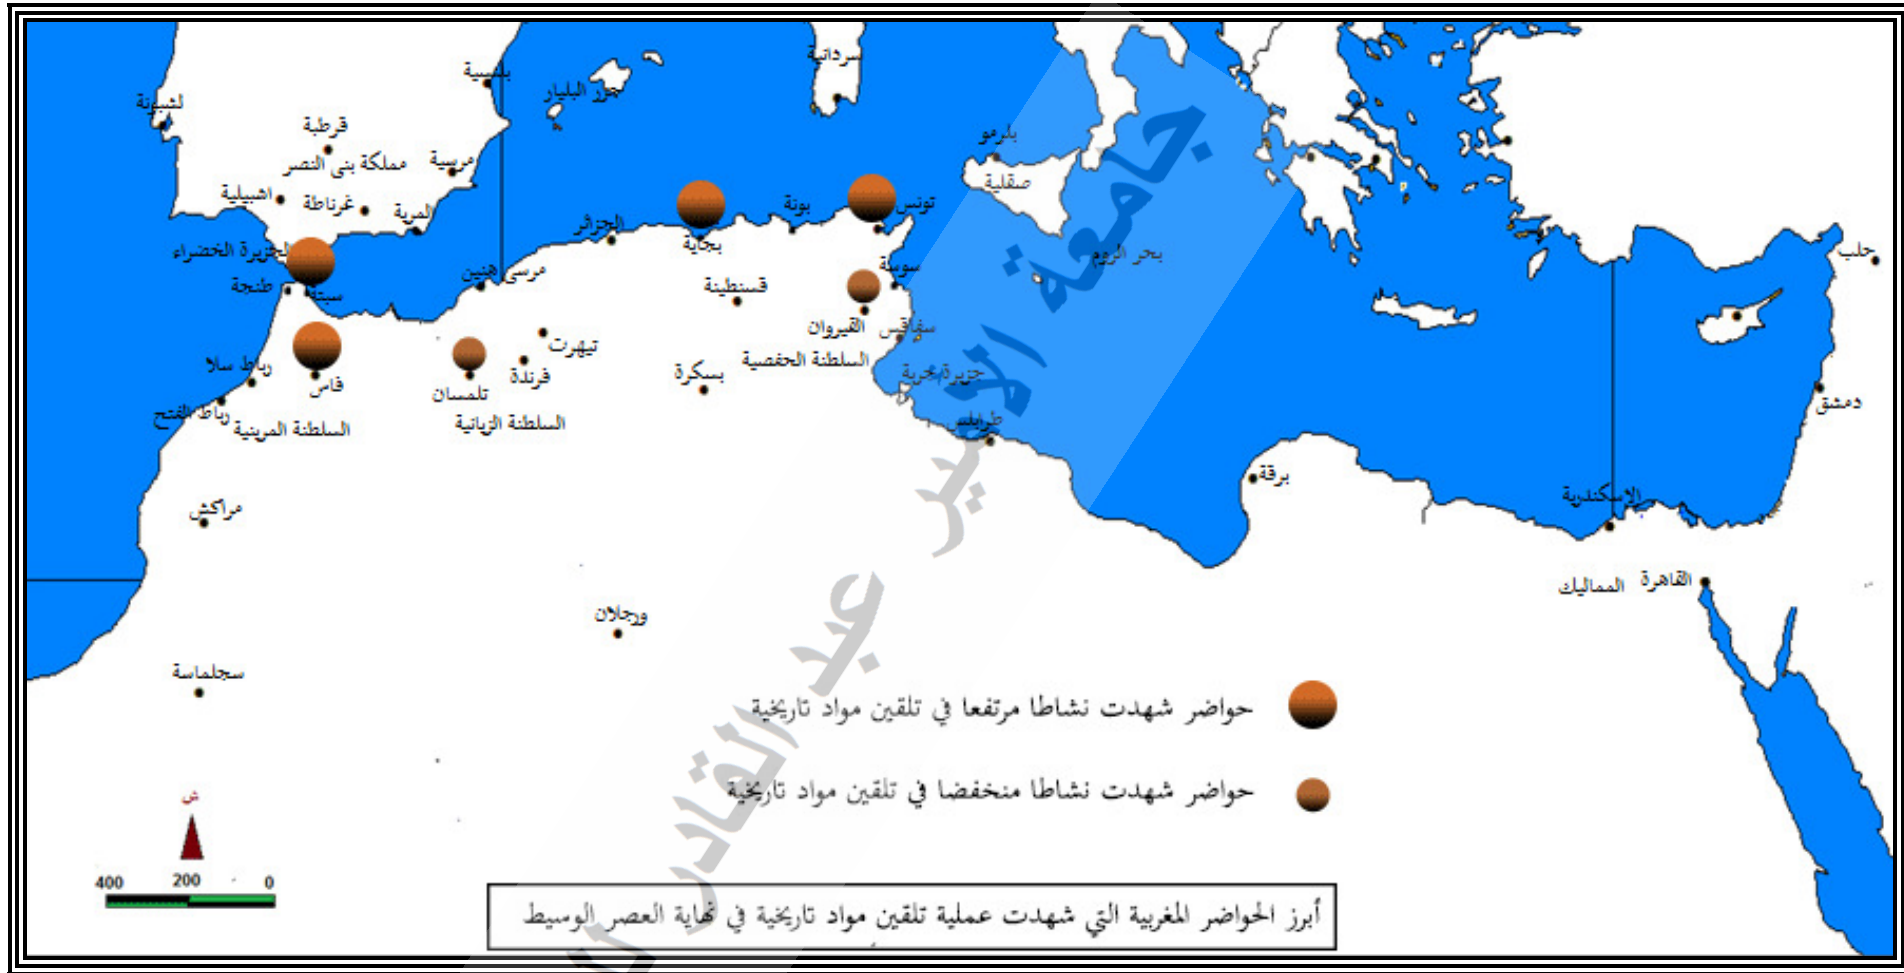 سردانية
بلنسية
جزر البليار
لشبونة
قرطبة
مملكة بنى النصر
مرسية
بلرمو
صقلية
اشبيلية
غرناطة
المرية
بونة
تونس
الجزائر
بجاية
الجزيرة الخضراء
بحر الروم
حلب
طنجة
سبتة
مرسى هنين
قسنطينة
سوسة
القيروان
سفاقس
تيهرت
السلطنة الحفصية
رباط سلا
فاس
تلمسان
فرندة
بسكرة
جزيرة جربة
دمشق
رباط الفتح
السلطنة المرينية
السلطنة الزيانية
طرابلس
برقة
مراكش
الاسكندرية
المماليك
القاهرة
ورجلان
سجلماسة
حواضر شهدت نشاطا مرتفعا في تلقين مواد تاريخية
حواضر شهدت نشاطا منخفضا في تلقين مواد تاريخية
ش
400 200 0
أبرز الحواضر المغربية التي شهدت عملية تلقين مواد تاريخية في نهاية العصر الوسيط
جامعة الأمير عبد القادر